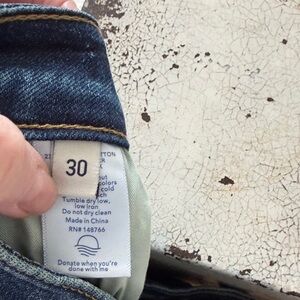 30
Tumble dry low,
low iron
Do not dry clean
Made in China
RN# 148766
Donate when you're
done with me